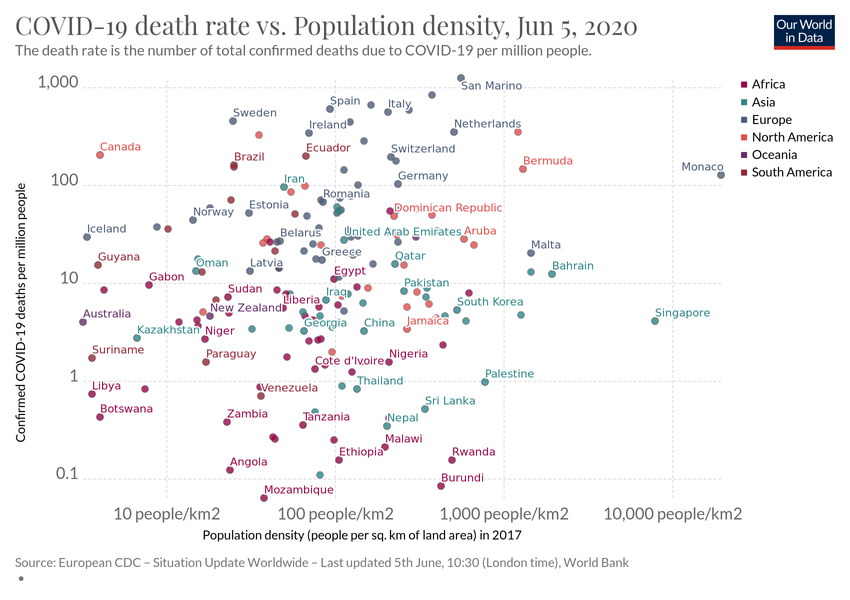 COVID-19 death rate vs. Population density, Jun 5, 2020
The death rate is the number of total confirmed deaths due to COVID-19 per million people.
Our World
in Data
Confirmed COVID-19 deaths per million people
1,000
100
10
1
0.1
San Marino
Spain
Italy
Sweden
Ireland
Netherlands
Canada
Brazil
Ecuador
Switzerland
Bermuda
Monaco
Iran
Germany
Romania
Norway
Estonia
Dominican Republic
Iceland
Belarus
United Arab Emirates
Aruba
Guyana
Oman
Latvia
Greece
Qatar
Malta
Bahrain
Gabon
Egypt
Sudan
Liberia
Iraq
Pakistan
Australia
New Zealand
South Korea
Kazakhstan
Niger
Georgia
China
Jamaica
Singapore
Suriname
Paraguay
Cote d'Ivoire
Nigeria
Libya
Venezuela
Thailand
Palestine
Botswana
Zambia
Tanzania
Nepal
Sri Lanka
Malawi
Angola
Ethiopia
Rwanda
Mozambique
Burundi
10 people/km2
100 people/km2
1,000 people/km2
10,000 people/km2
Population density (people per sq. km of land area) in 2017
Africa
Asia
Europe
North America
Oceania
South America
Source: European CDC – Situation Update Worldwide – Last updated 5th June, 10:30 (London time), World Bank